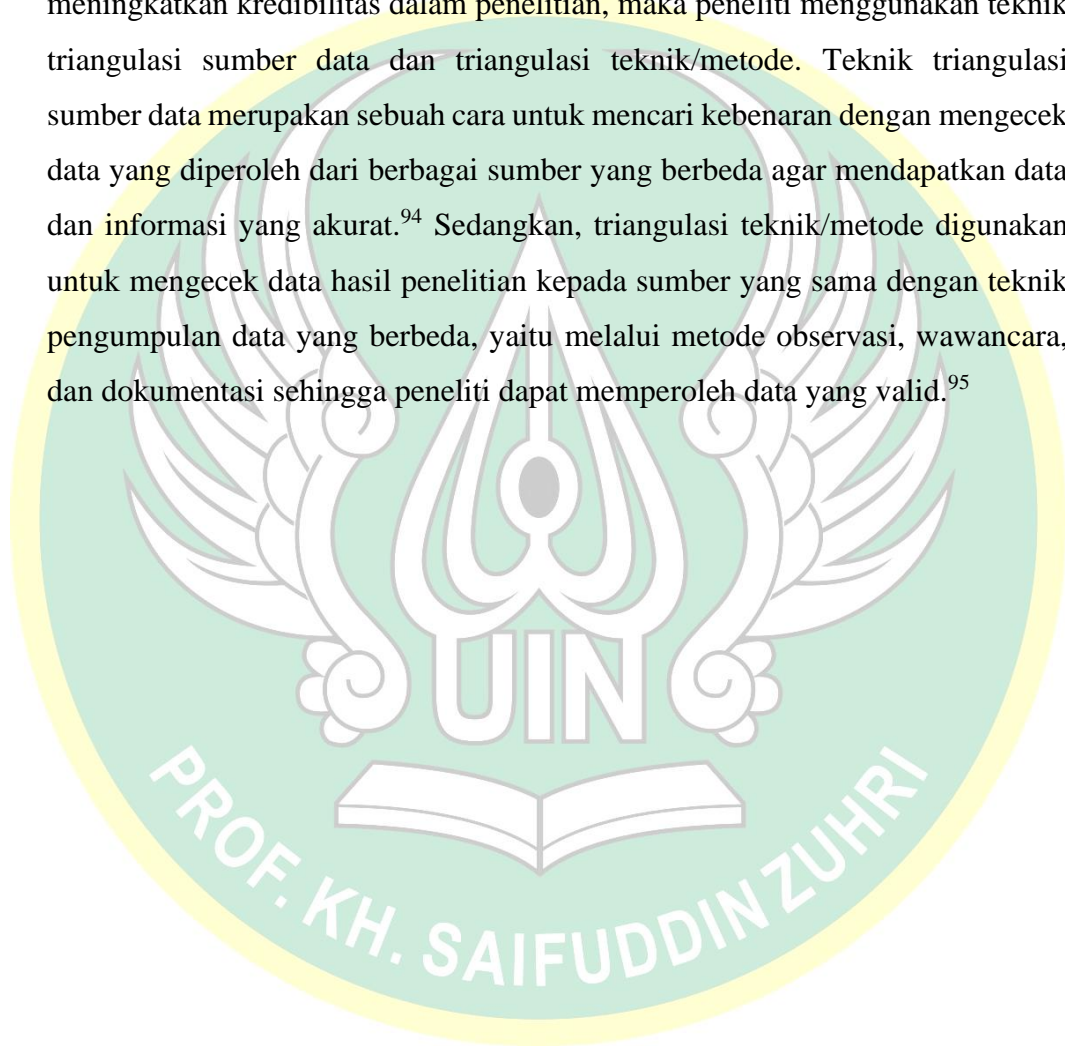 meningkatkan kredibilitas dalam penelitian, maka peneliti menggunakan teknik
triangulasi sumber data dan triangulasi teknik/metode. Teknik triangulasi
sumber data merupakan sebuah cara untuk mencari kebenaran dengan mengecek
data yang diperoleh dari berbagai sumber yang berbeda agar mendapatkan data
dan informasi yang akurat.94 Sedangkan, triangulasi teknik/metode digunakan
untuk mengecek data hasil penelitian kepada sumber yang sama dengan teknik
pengumpulan data yang berbeda, yaitu melalui metode observasi, wawancara,
dan dokumentasi sehingga peneliti dapat memperoleh data yang valid.95
UIN
PROF. KH. SAIFUDDIN ZUHRI